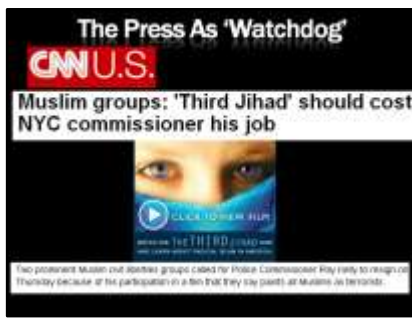 The Press As 'Watchdog'
CNN U.S.
Muslim groups: 'Third Jihad' should cost
NYC commissioner his job
CLICK TO VIEW FILM
THE THIRD JIHAD
Two prominent Muslim civil liberties groups called for Police Commissioner Ray Kelly to resign on
Thursday because of his participation in a film that they say paints all Muslims as terrorists.